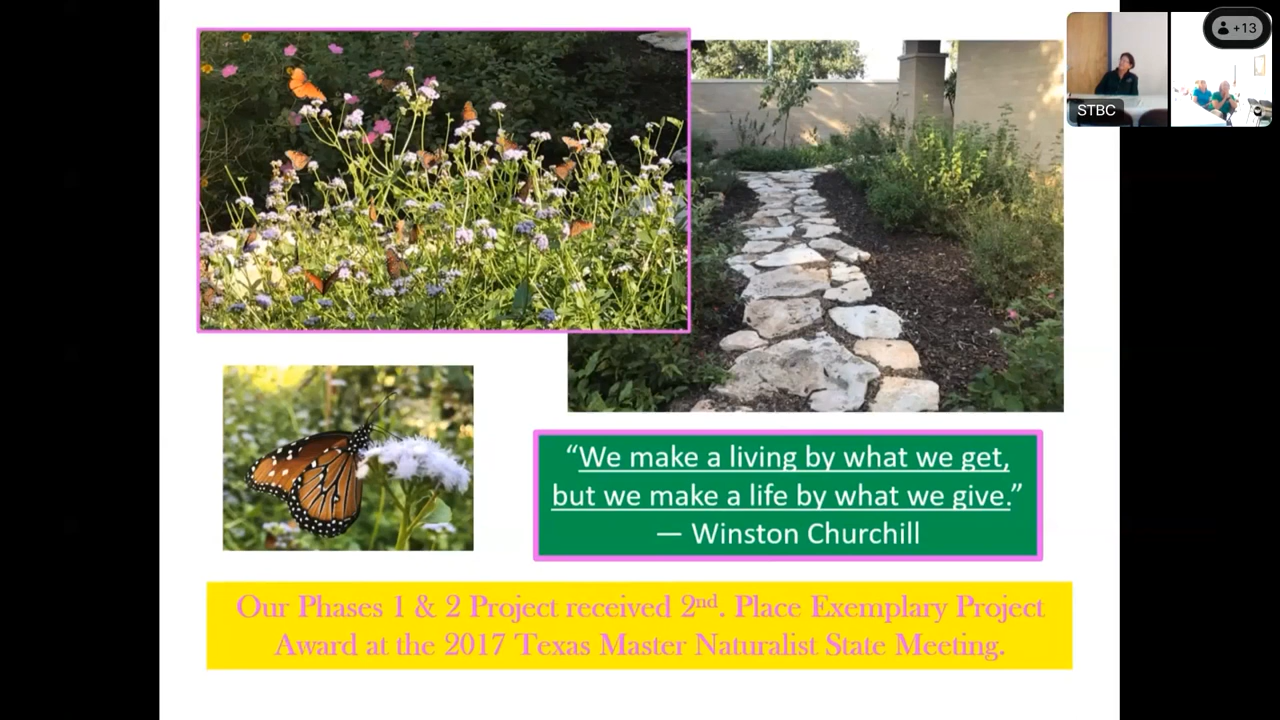 +13
STBC
“We make a living by what we get,
but we make a life by what we give.”
— Winston Churchill
Our Phases 1 & 2 Project received 2nd. Place Exemplary Project
Award at the 2017 Texas Master Naturalist State Meeting.